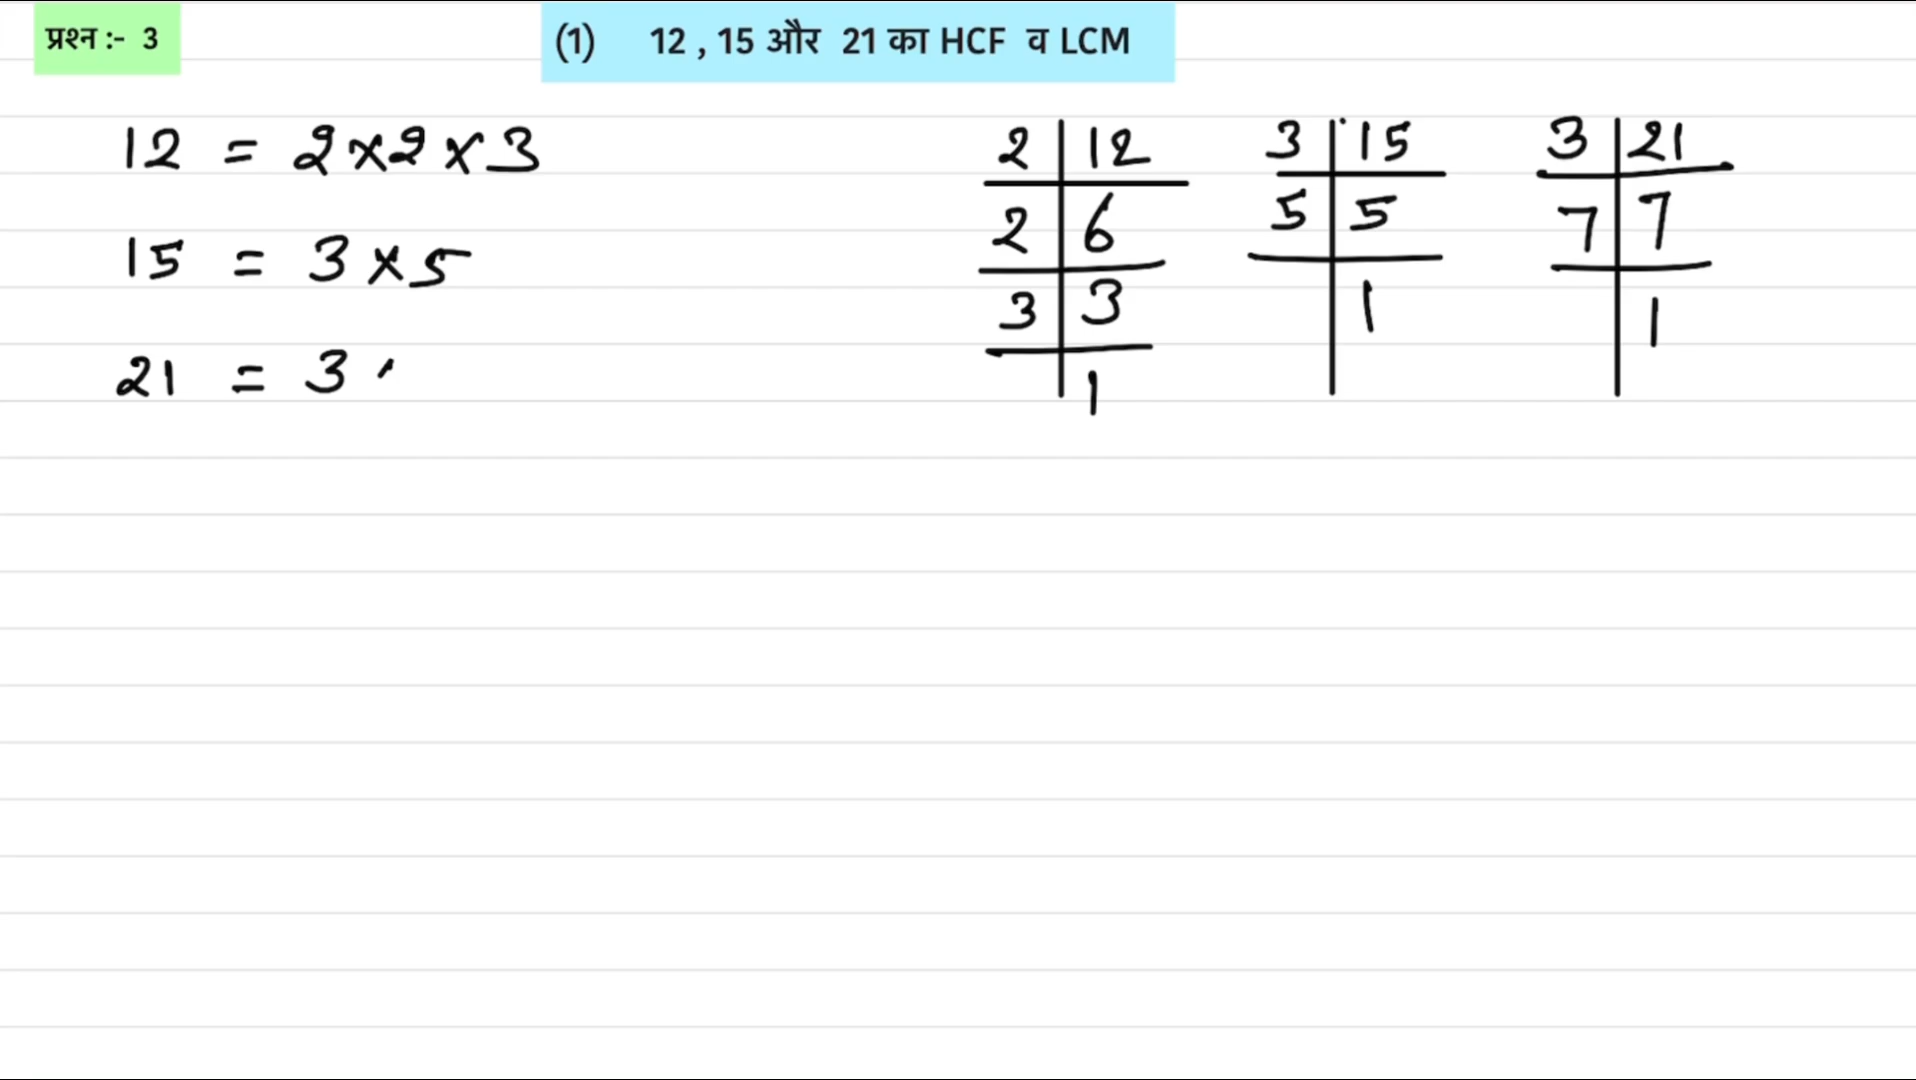 प्रश्न :- 3
(1) 12 , 15 और 21 का HCF व LCM
12 = 2×2×3
15 = 3×5
21 = 3
2 | 12
2 | 6
3 | 3
1
3 | 15
5 | 5
1
3 | 21
7 | 7
1